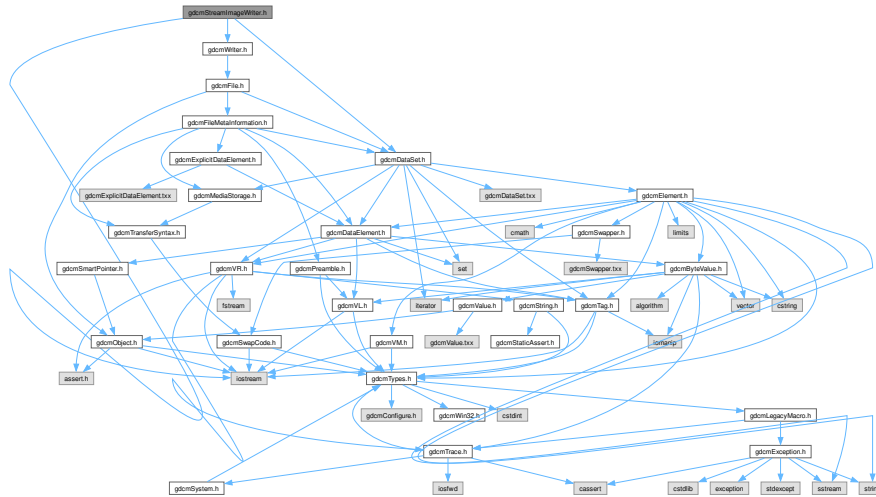 gdcmStreamImageWriter.h
gdcmWriter.h
gdcmFile.h
gdcmFileMetaInformation.h
gdcmExplicitDataElement.h
gdcmDataSet.h
gdcmExplicitDataElement.txx
gdcmMediaStorage.h
gdcmDataSet.txx
gdcmElement.h
gdcmTransferSyntax.h
gdcmDataElement.h
cmath
gdcmSwapper.h
limits
gdcmSmartPointer.h
gdcmVR.h
gdcmPreamble.h
set
gdcmSwapper.txx
gdcmByteValue.h
fstream
gdcmVL.h
iterator
gdcmValue.h
gdcmString.h
gdcmTag.h
algorithm
vector
cstring
gdcmObject.h
gdcmSwapCode.h
gdcmVM.h
gdcmValue.txx
gdcmStaticAssert.h
iomanip
assert.h
iostream
gdcmTypes.h
gdcmConfigure.h
gdcmWin32.h
cstdint
gdcmLegacyMacro.h
gdcmTrace.h
gdcmException.h
gdcmSystem.h
iosfwd
cassert
cstdlib
exception
stdexcept
sstream